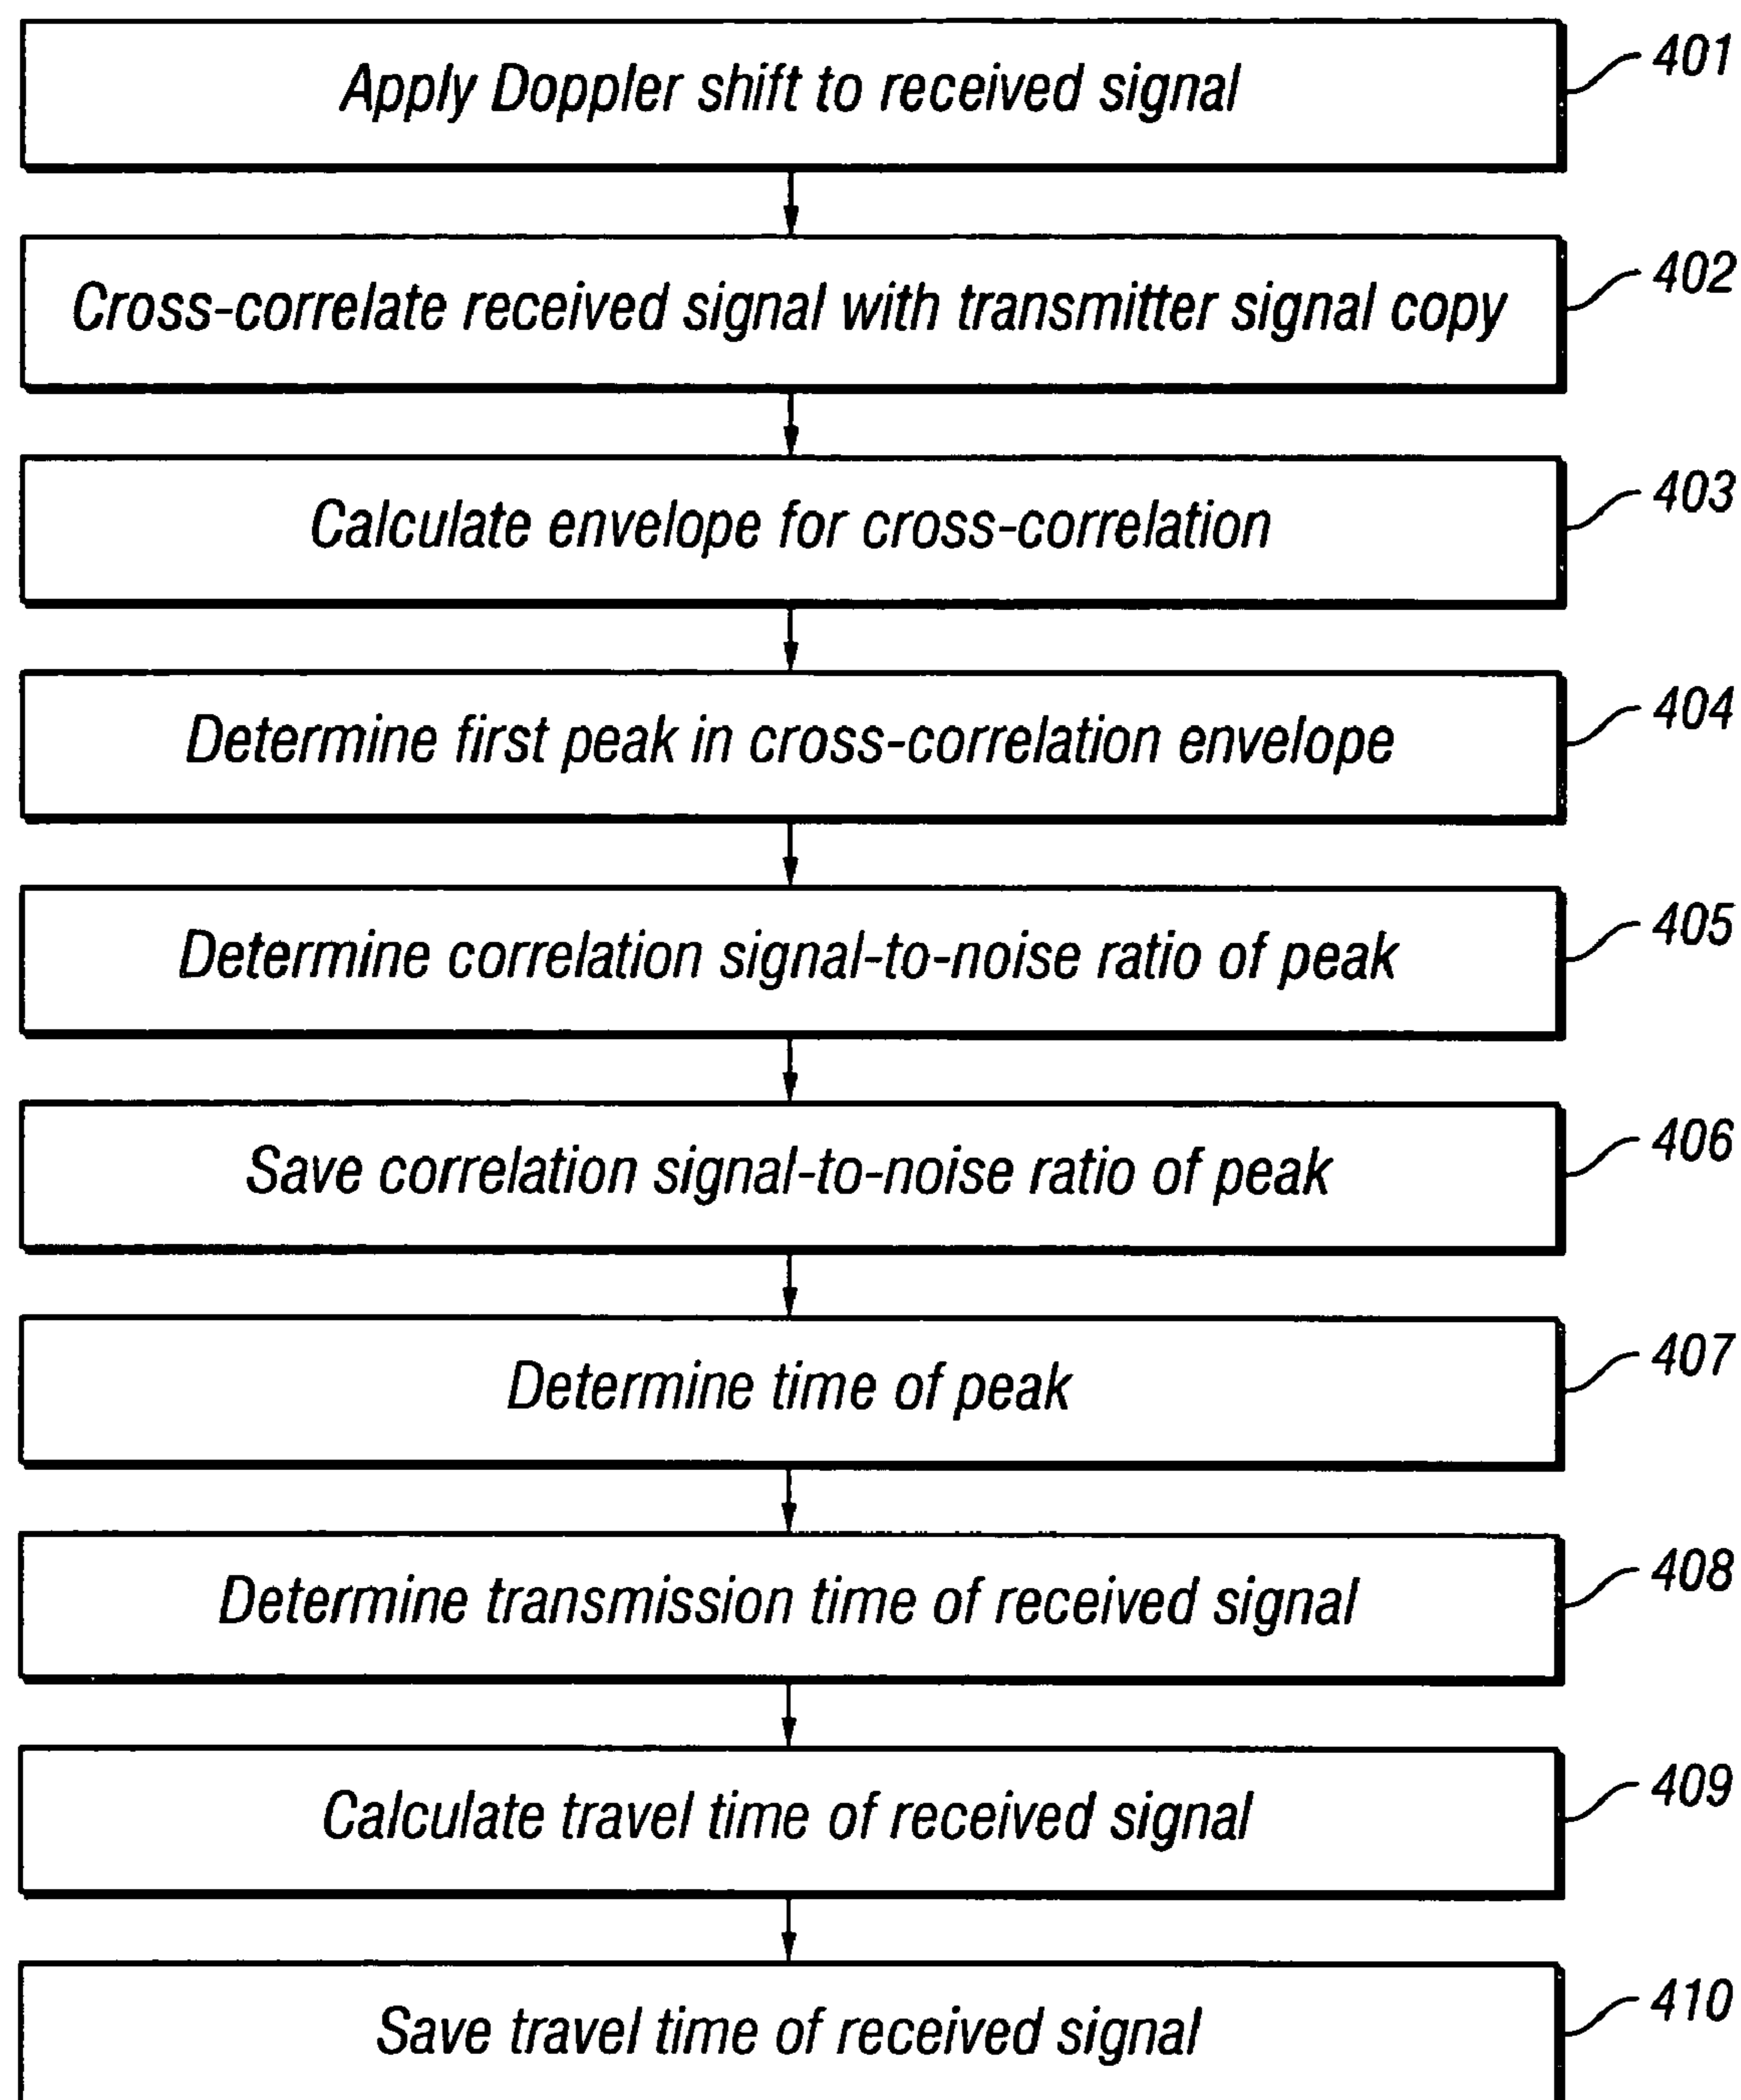 Apply Doppler shift to received signal
401
Cross-correlate received signal with transmitter signal copy
402
Calculate envelope for cross-correlation
403
Determine first peak in cross-correlation envelope
404
Determine correlation signal-to-noise ratio of peak
405
Save correlation signal-to-noise ratio of peak
406
Determine time of peak
407
Determine transmission time of received signal
408
Calculate travel time of received signal
409
Save travel time of received signal
410